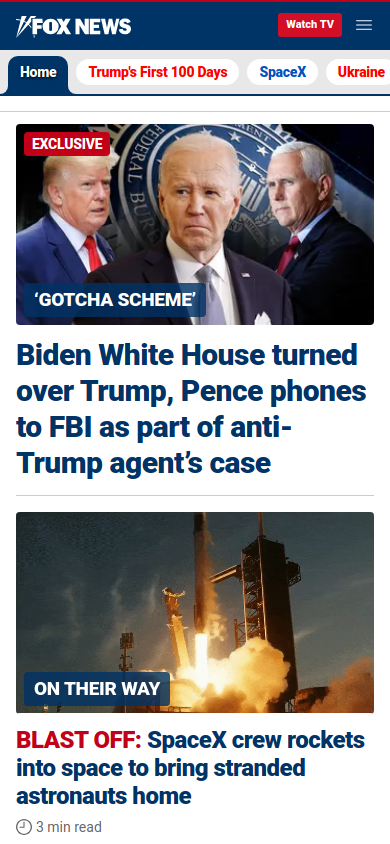 FOX NEWS
Watch TV
Home
Trump's First 100 Days
SpaceX
Ukraine
EXCLUSIVE
FEDERAL BUR
‘GOTCHA SCHEME’
Biden White House turned
over Trump, Pence phones
to FBI as part of anti-
Trump agent’s case
ON THEIR WAY
BLAST OFF: SpaceX crew rockets
into space to bring stranded
astronauts home
3 min read